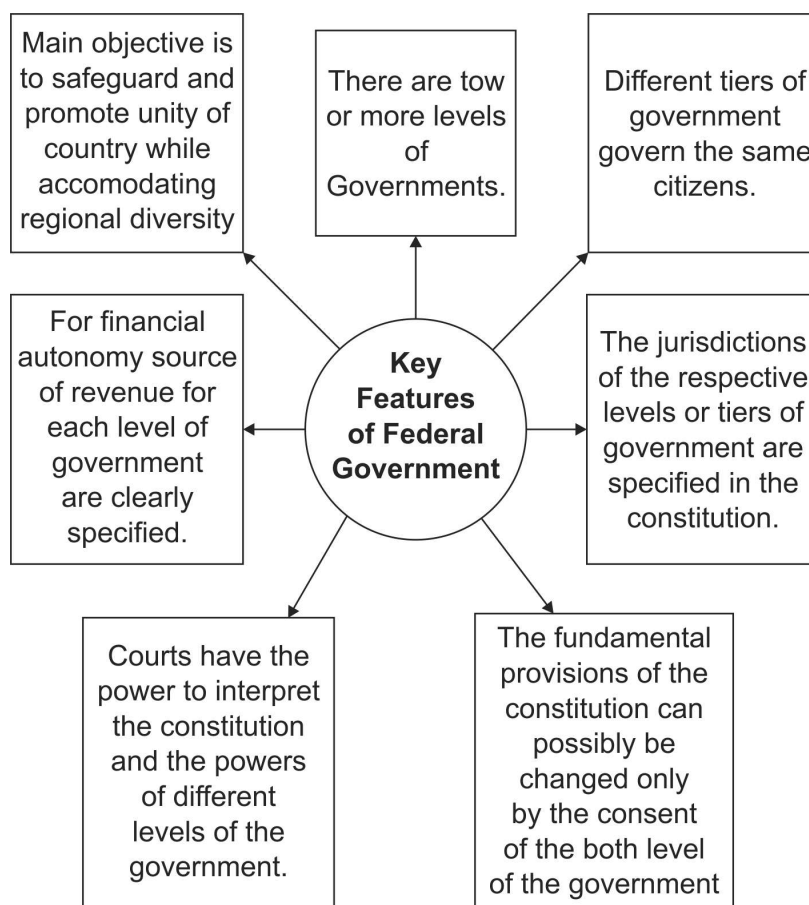 Main objective is
to safeguard and
promote unity of
country while
accomodating
regional diversity
There are tow
or more levels
of
Governments.
Different tiers of
government
govern the same
citizens.
For financial
autonomy source
of revenue for
each level of
government
are clearly
specified.
Key
Features
of Federal
Government
The jurisdictions
of the respective
levels or tiers of
government are
specified in the
constitution.
Courts have the
power to interpret
the constitution
and the powers
of different
levels of the
government.
The fundamental
provisions of the
constitution can
possibly be
changed only
by the consent
of the both level
of the government